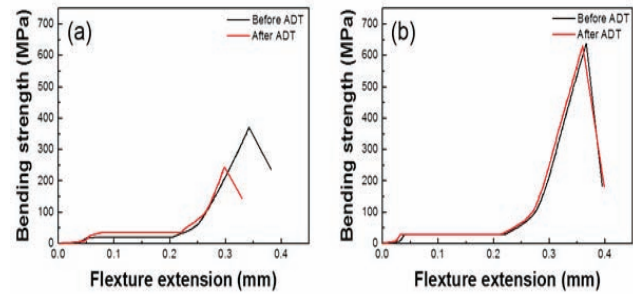 (a)
Before ADT
After ADT
Bending strength (MPa)
700
600
500
400
300
200
100
0
0.0 0.1 0.2 0.3 0.4
Flexture extension (mm)
(b)
Before ADT
After ADT
Bending strength (MPa)
700
600
500
400
300
200
100
0
0.0 0.1 0.2 0.3 0.4
Flexture extension (mm)